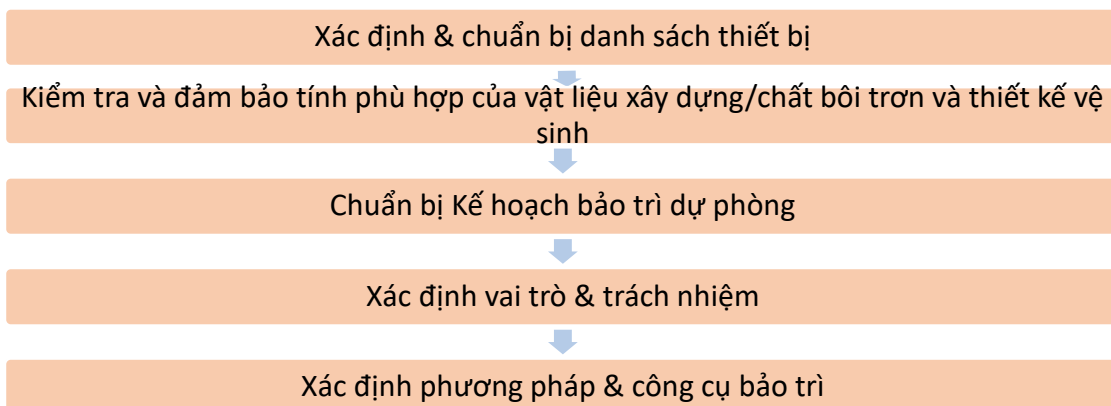 Xác định & chuẩn bị danh sách thiết bị
Kiểm tra và đảm bảo tính phù hợp của vật liệu xây dựng/chất bôi trơn và thiết kế vệ
sinh
Chuẩn bị Kế hoạch bảo trì dự phòng
Xác định vai trò & trách nhiệm
Xác định phương pháp & công cụ bảo trì